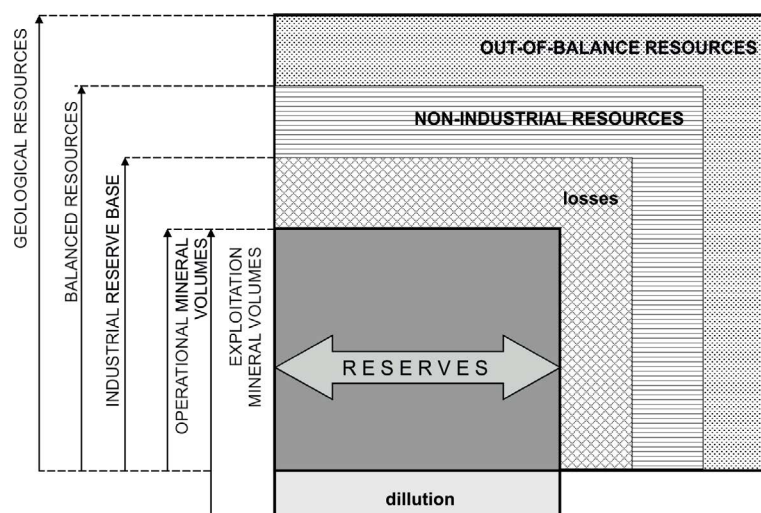 GEOLOGICAL RESOURCES
BALANCED RESOURCES
INDUSTRIAL RESERVE BASE
OPERATIONAL MINERAL
VOLUMES
EXPLOITATION
MINERAL VOLUMES
OUT-OF-BALANCE RESOURCES
NON-INDUSTRIAL RESOURCES
losses
RESERVES
dillution